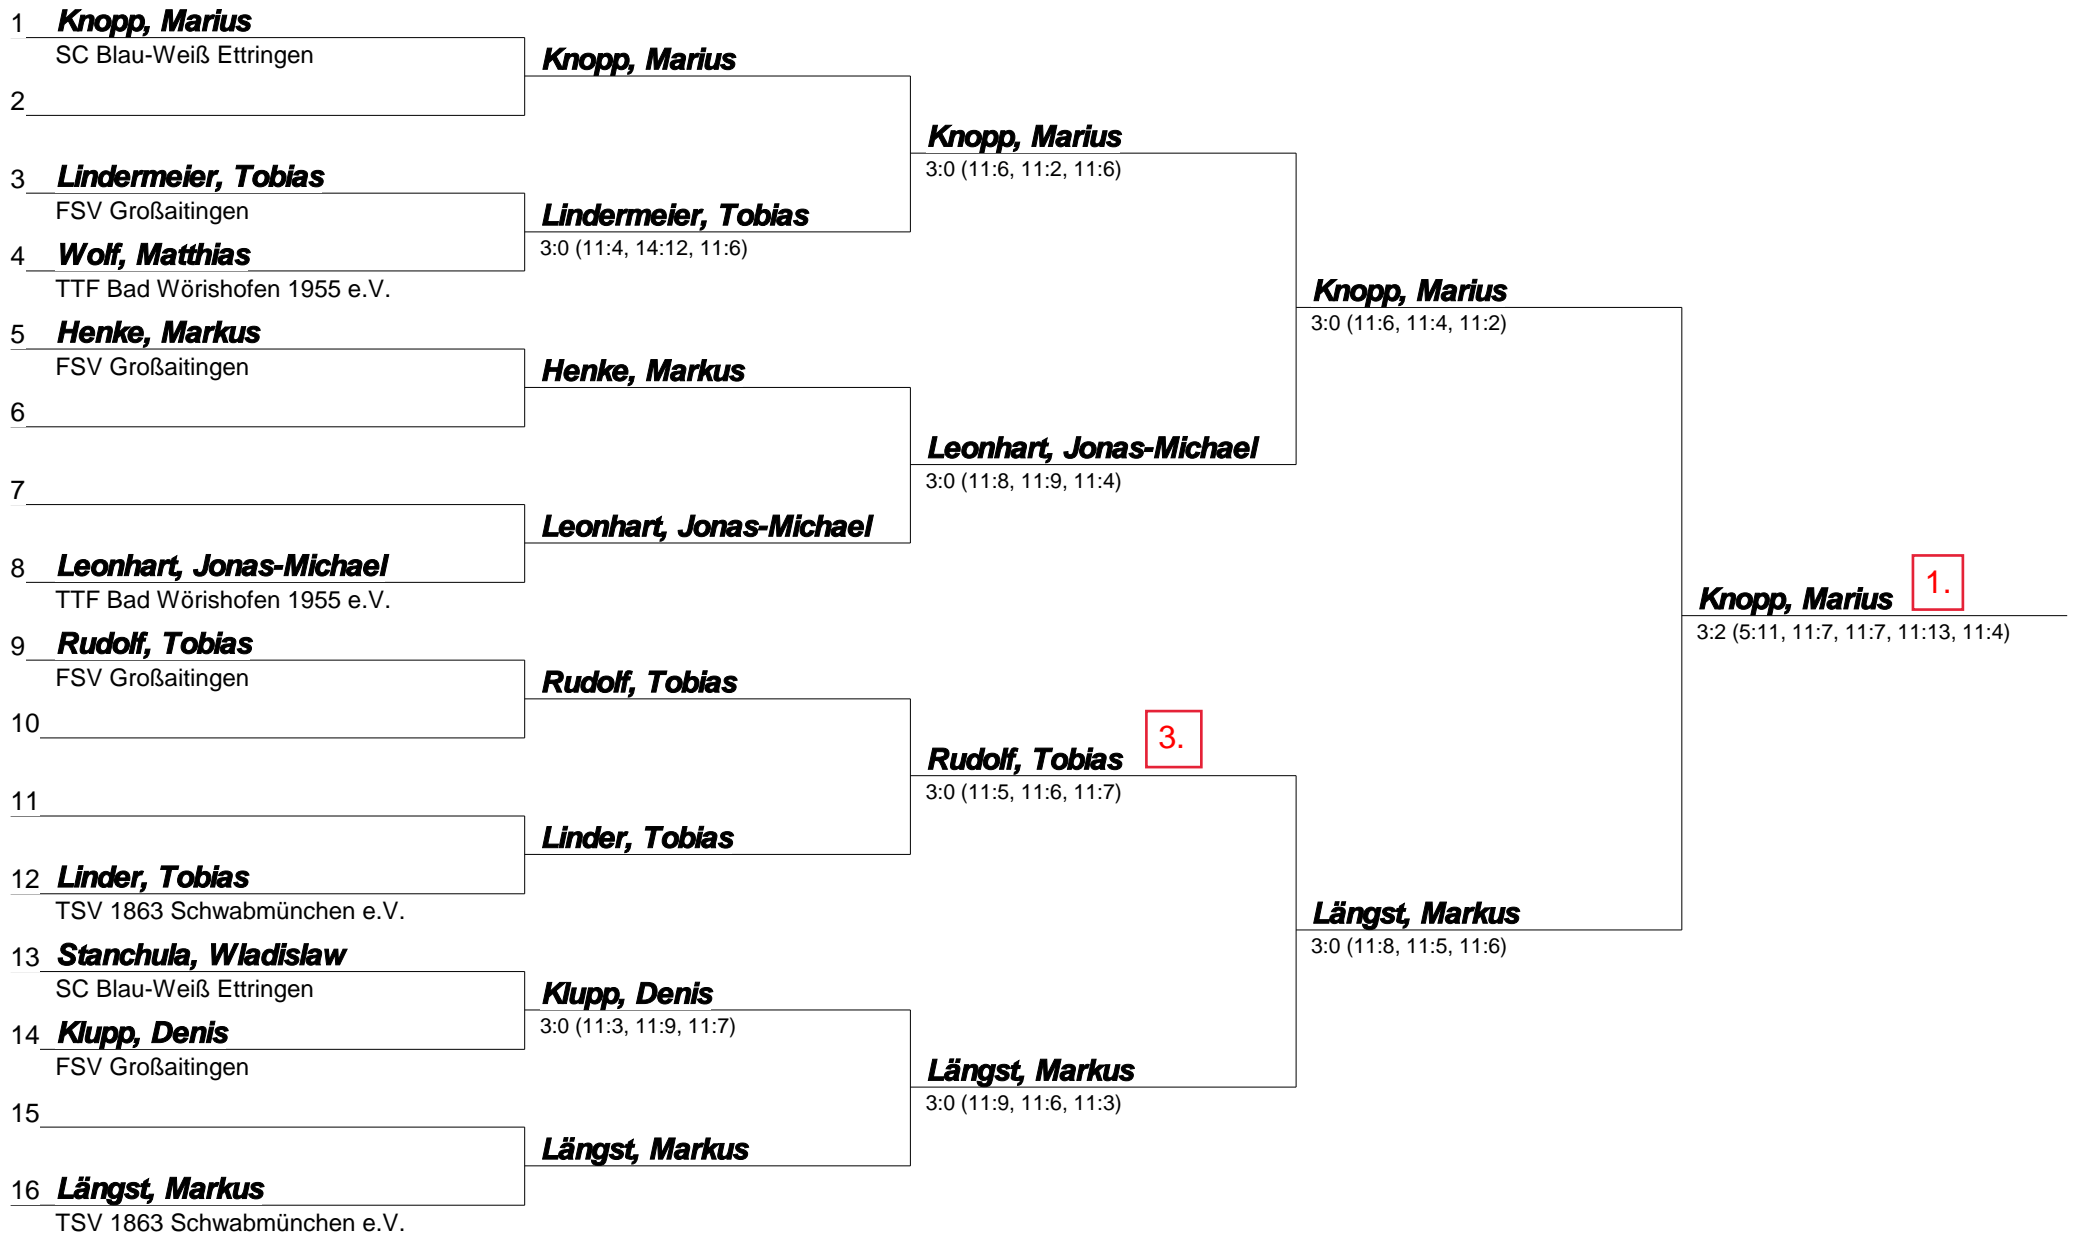 1 Knopp, Marius
SC Blau-Weiß Ettringen
2
3 Lindermeier, Tobias
FSV Großaitingen
4 Wolf, Matthias
TTF Bad Wörishofen 1955 e.V.
5 Henke, Markus
FSV Großaitingen
6
7
8 Leonhart, Jonas-Michael
TTF Bad Wörishofen 1955 e.V.
9 Rudolf, Tobias
FSV Großaitingen
10
11
12 Linder, Tobias
TSV 1863 Schwabmünchen e.V.
13 Stanchula, Wladislaw
SC Blau-Weiß Ettringen
14 Klupp, Denis
FSV Großaitingen
15
16 Längst, Markus
TSV 1863 Schwabmünchen e.V.
Knopp, Marius
Lindermeier, Tobias
3:0 (11:4, 14:12, 11:6)
Henke, Markus
Leonhart, Jonas-Michael
Rudolf, Tobias
Linder, Tobias
Klupp, Denis
3:0 (11:3, 11:9, 11:7)
Längst, Markus
Knopp, Marius
3:0 (11:6, 11:2, 11:6)
Leonhart, Jonas-Michael
3:0 (11:8, 11:9, 11:4)
Rudolf, Tobias 3.
3:0 (11:5, 11:6, 11:7)
Längst, Markus
3:0 (11:9, 11:6, 11:3)
Knopp, Marius
3:0 (11:6, 11:4, 11:2)
Längst, Markus
3:0 (11:8, 11:5, 11:6)
Knopp, Marius 1.
3:2 (5:11, 11:7, 11:7, 11:13, 11:4)